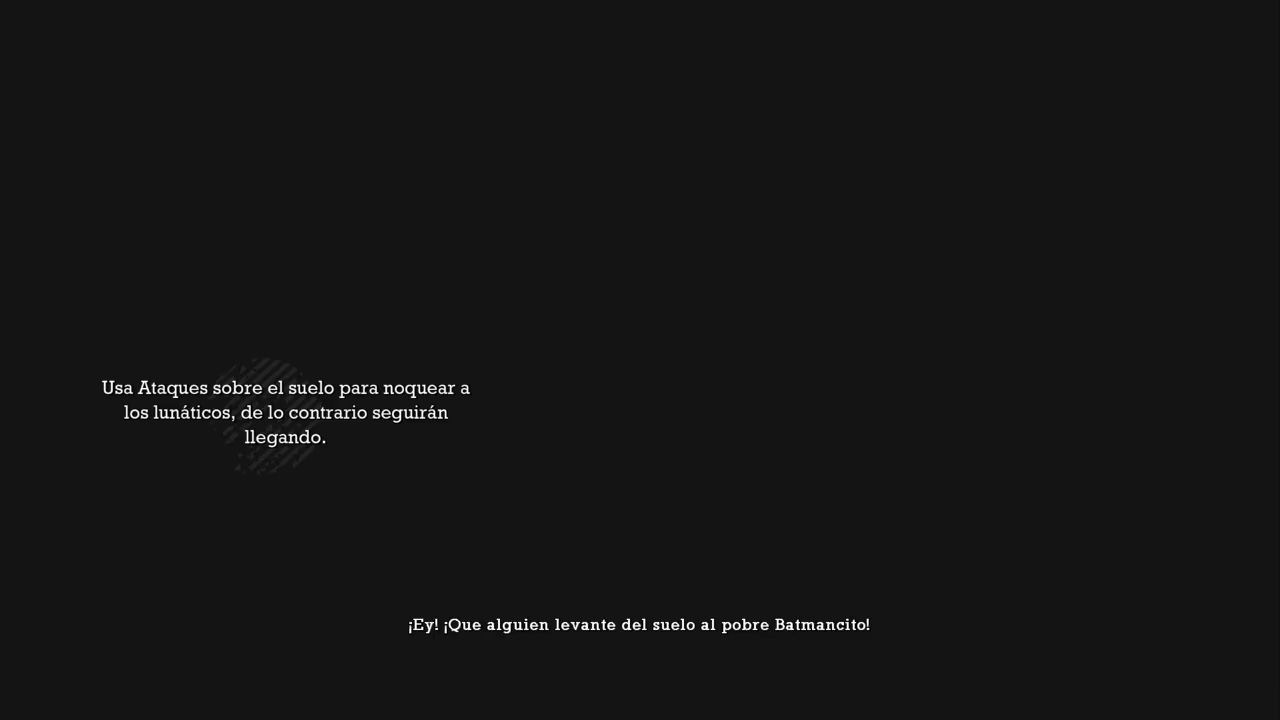 Usa Ataques sobre el suelo para noquear a
los lunáticos, de lo contrario seguirán
llegando.
¡Ey! ¡Que alguien levante del suelo al pobre Batmancito!